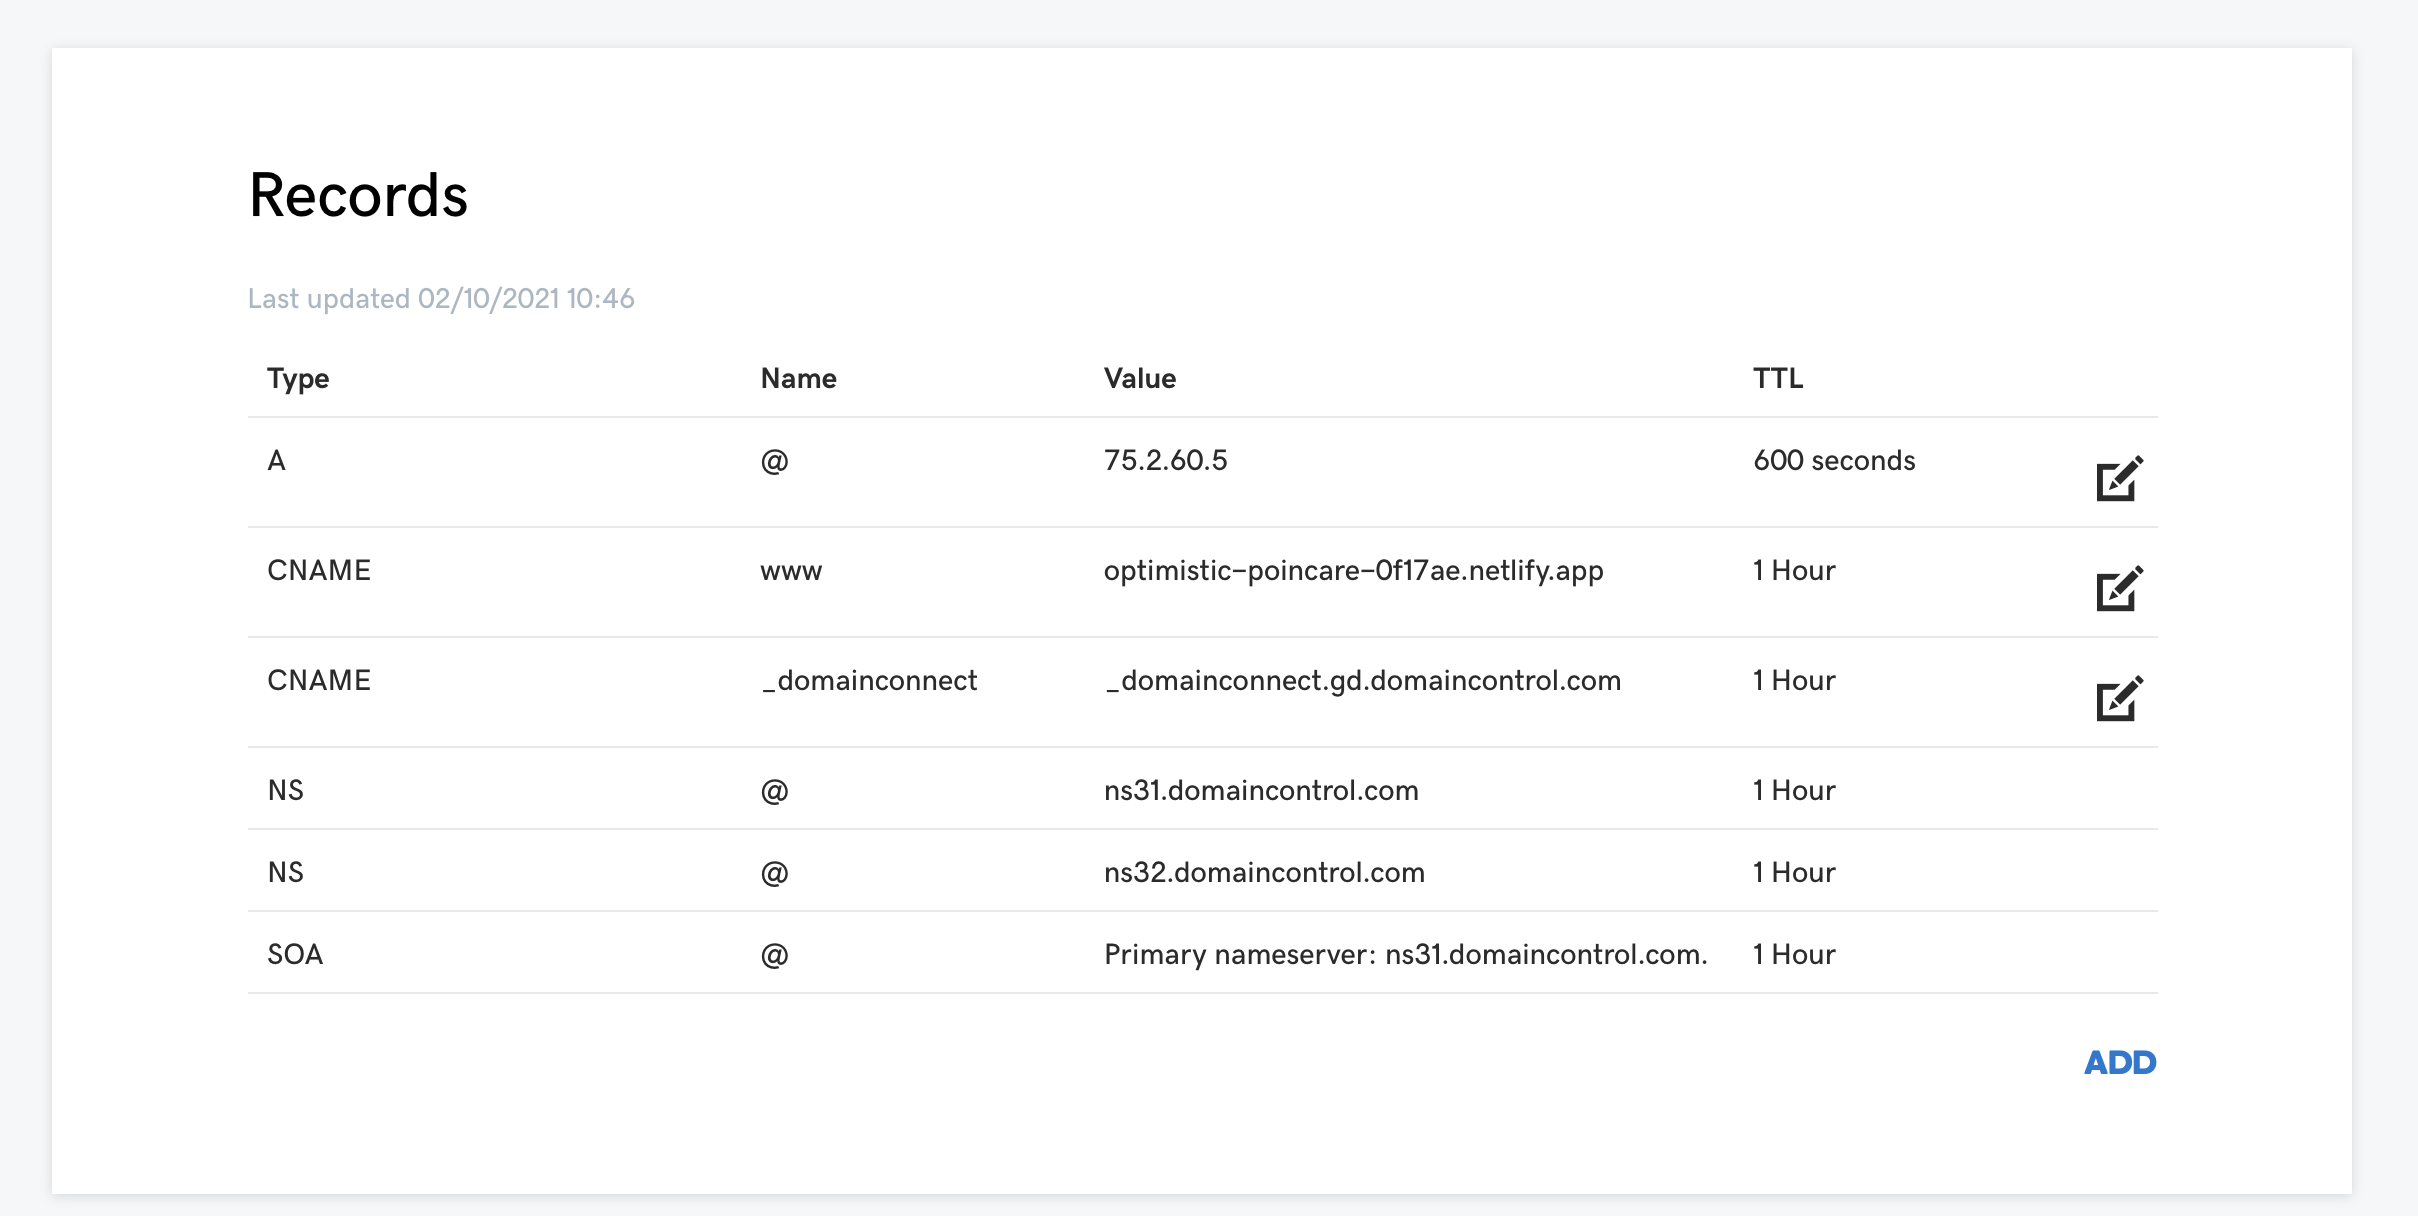 Records
Last updated 02/10/2021 10:46
Type Name Value TTL
A @ 75.2.60.5 600 seconds
CNAME www optimistic-poincare-0f17ae.netlify.app 1 Hour
CNAME _domainconnect _domainconnect.gd.domaincontrol.com 1 Hour
NS @ ns31.domaincontrol.com 1 Hour
NS @ ns32.domaincontrol.com 1 Hour
SOA @ Primary nameserver: ns31.domaincontrol.com. 1 Hour
ADD